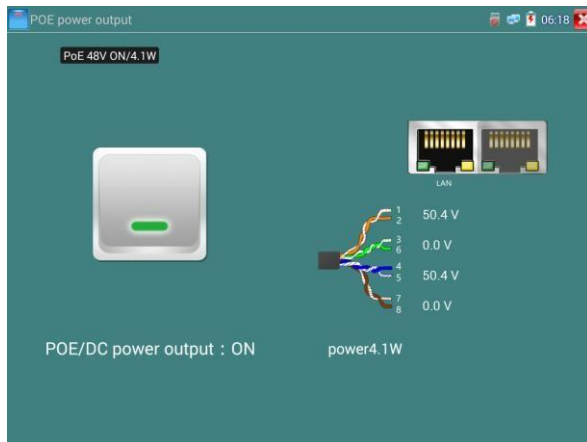 POE power output
06:18
PoE 48V ON/4.1W
LAN
1
2
50.4 V
3
6
0.0 V
4
5
50.4 V
7
8
0.0 V
POE/DC power output : ON
power4.1W